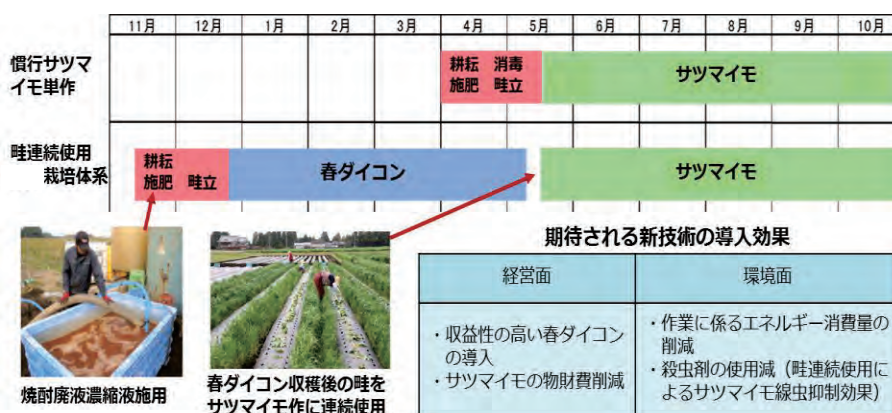 11月 12月 1月 2月 3月 4月 5月 6月 7月 8月 9月 10月
慣行サツマ
イモ単作
耕耘 消毒
施肥 畦立
サツマイモ
畦連続使用
栽培体系
耕耘
施肥 畦立
春ダイコン
サツマイモ
焼酎廃液濃縮液施用
春ダイコン収穫後の畦を
サツマイモ作に連続使用
期待される新技術の導入効果
経営面
環境面
・収益性の高い春ダイコン
の導入
・サツマイモの物財費削減
・作業に係るエネルギー消費量の
削減
・殺虫剤の使用減（畦連続使用に
よるサツマイモ線虫抑制効果）